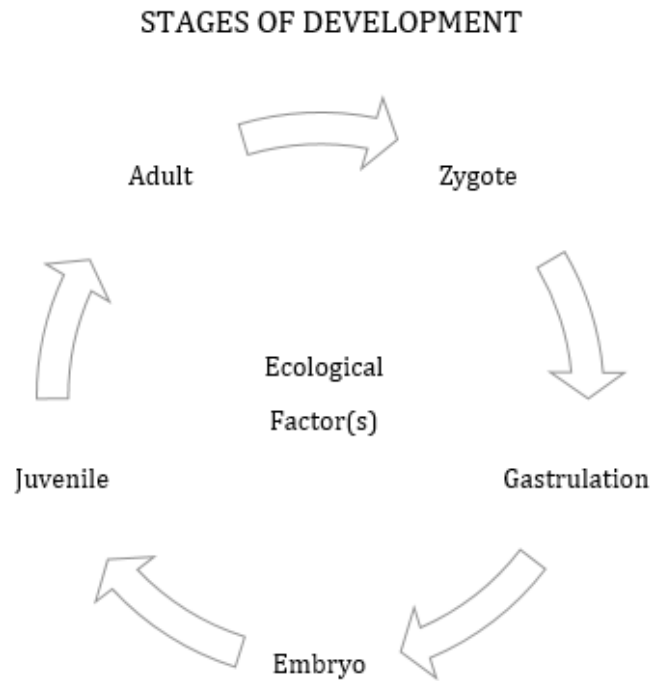 STAGES OF DEVELOPMENT
Adult
Zygote
Ecological
Factor(s)
Juvenile
Gastrulation
Embryo